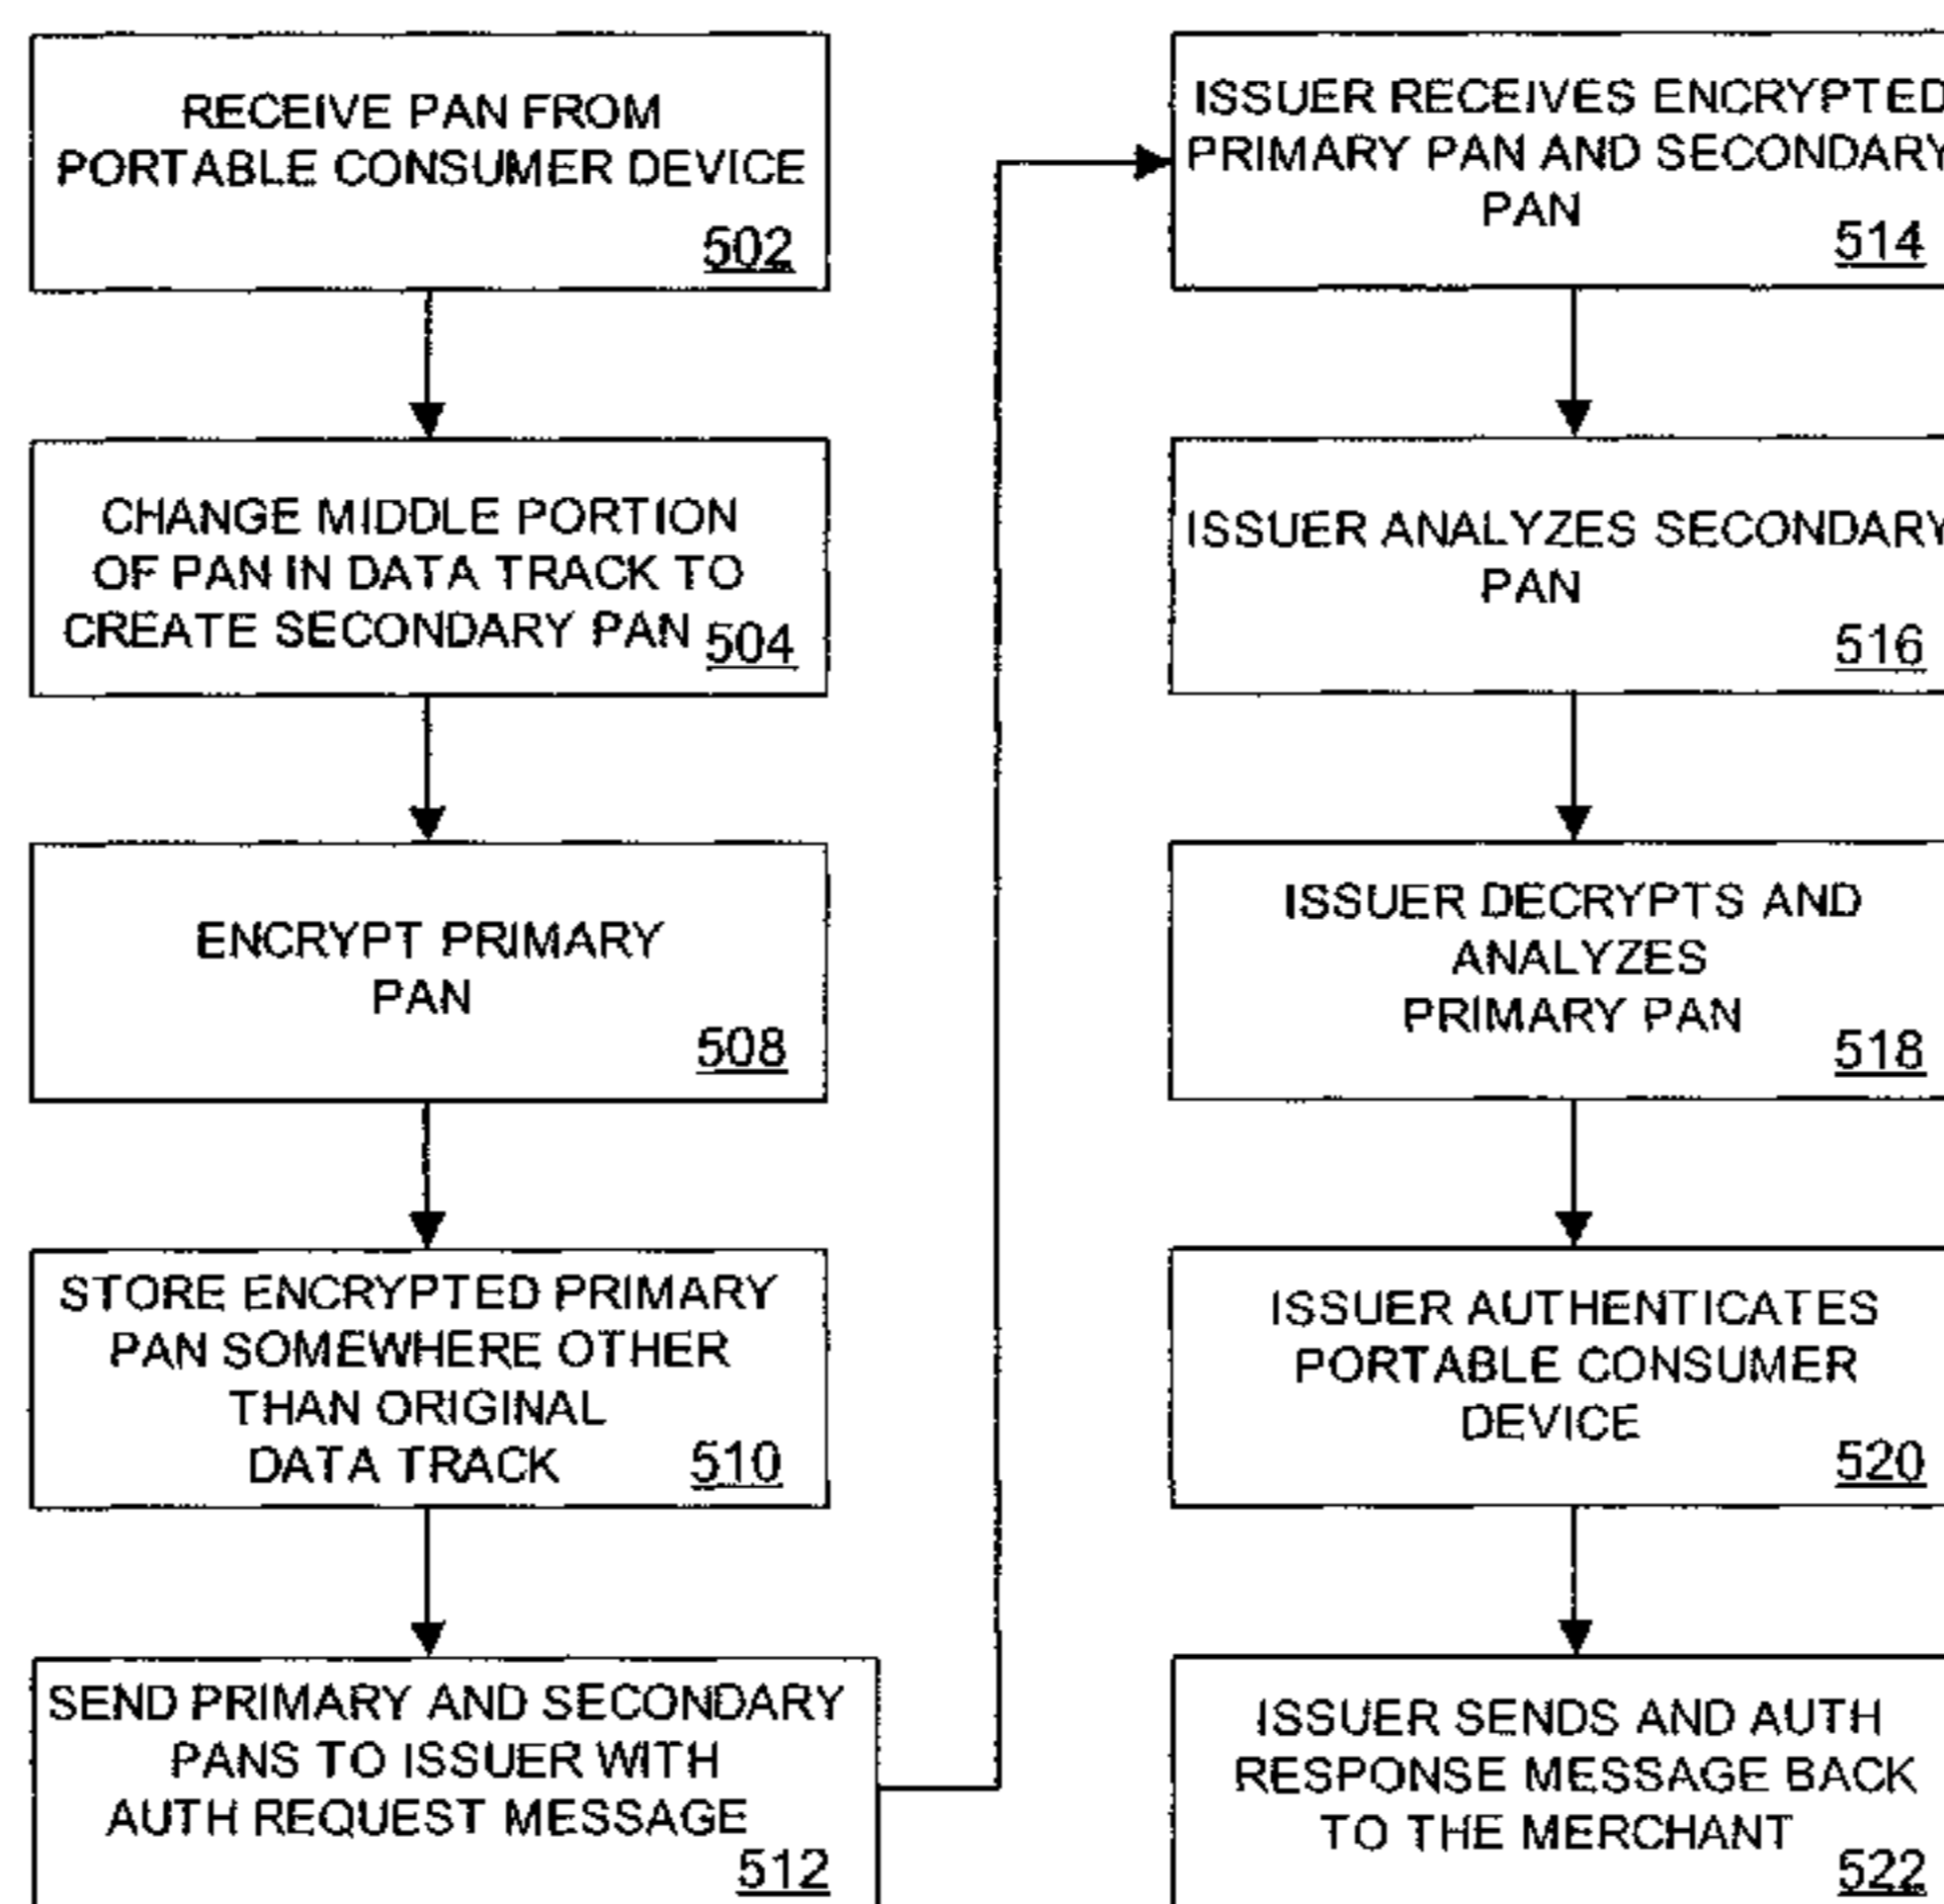 RECEIVE PAN FROM
PORTABLE CONSUMER DEVICE
502
CHANGE MIDDLE PORTION
OF PAN IN DATA TRACK TO
CREATE SECONDARY PAN
504
ENCRYPT PRIMARY
PAN
508
STORE ENCRYPTED PRIMARY
PAN SOMEWHERE OTHER
THAN ORIGINAL
DATA TRACK
510
SEND PRIMARY AND SECONDARY
PANS TO ISSUER WITH
AUTH REQUEST MESSAGE
512
ISSUER RECEIVES ENCRYPTED
PRIMARY PAN AND SECONDARY
PAN
514
ISSUER ANALYZES SECONDARY
PAN
516
ISSUER DECRYPTS AND
ANALYZES
PRIMARY PAN
518
ISSUER AUTHENTICATES
PORTABLE CONSUMER
DEVICE
520
ISSUER SENDS AND AUTH
RESPONSE MESSAGE BACK
TO THE MERCHANT
522